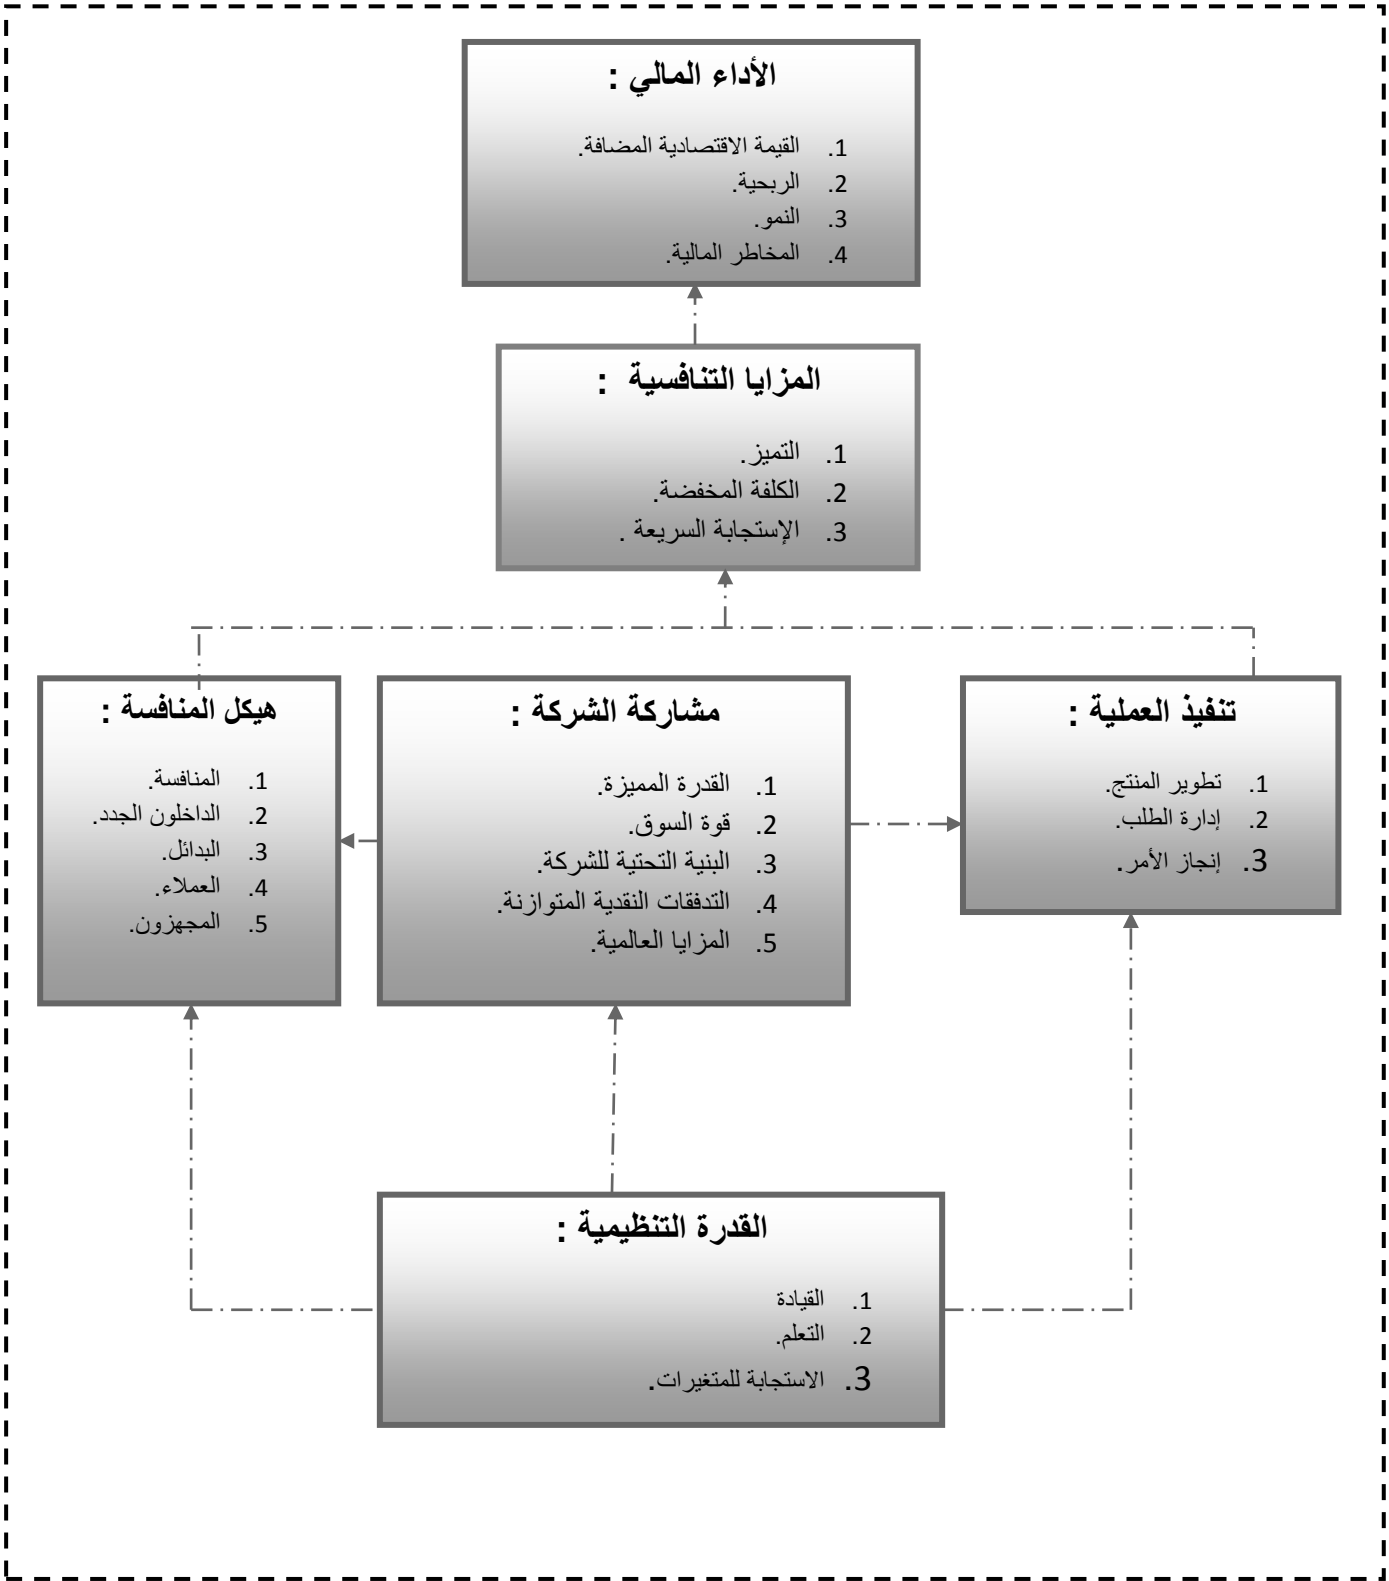 الأداء المالي :
1. القيمة الاقتصادية المضافة.
2. الربحية.
3. النمو.
4. المخاطر المالية.
المزايا التنافسية :
1. التميز.
2. الكلفة المخفضة.
3. الإستجابة السريعة .
تنفيذ العملية :
1. تطوير المنتج.
2. إدارة الطلب.
3. إنجاز الأمر.
مشاركة الشركة :
1. القدرة المميزة.
2. قوة السوق.
3. البنية التحتية للشركة.
4. التدفقات النقدية المتوازنة.
5. المزايا العالمية.
هيكل المنافسة :
1. المنافسة.
2. الداخلون الجدد.
3. البدائل.
4. العملاء.
5. المجهزون.
القدرة التنظيمية :
1. القيادة
2. التعلم.
3. الاستجابة للمتغيرات.